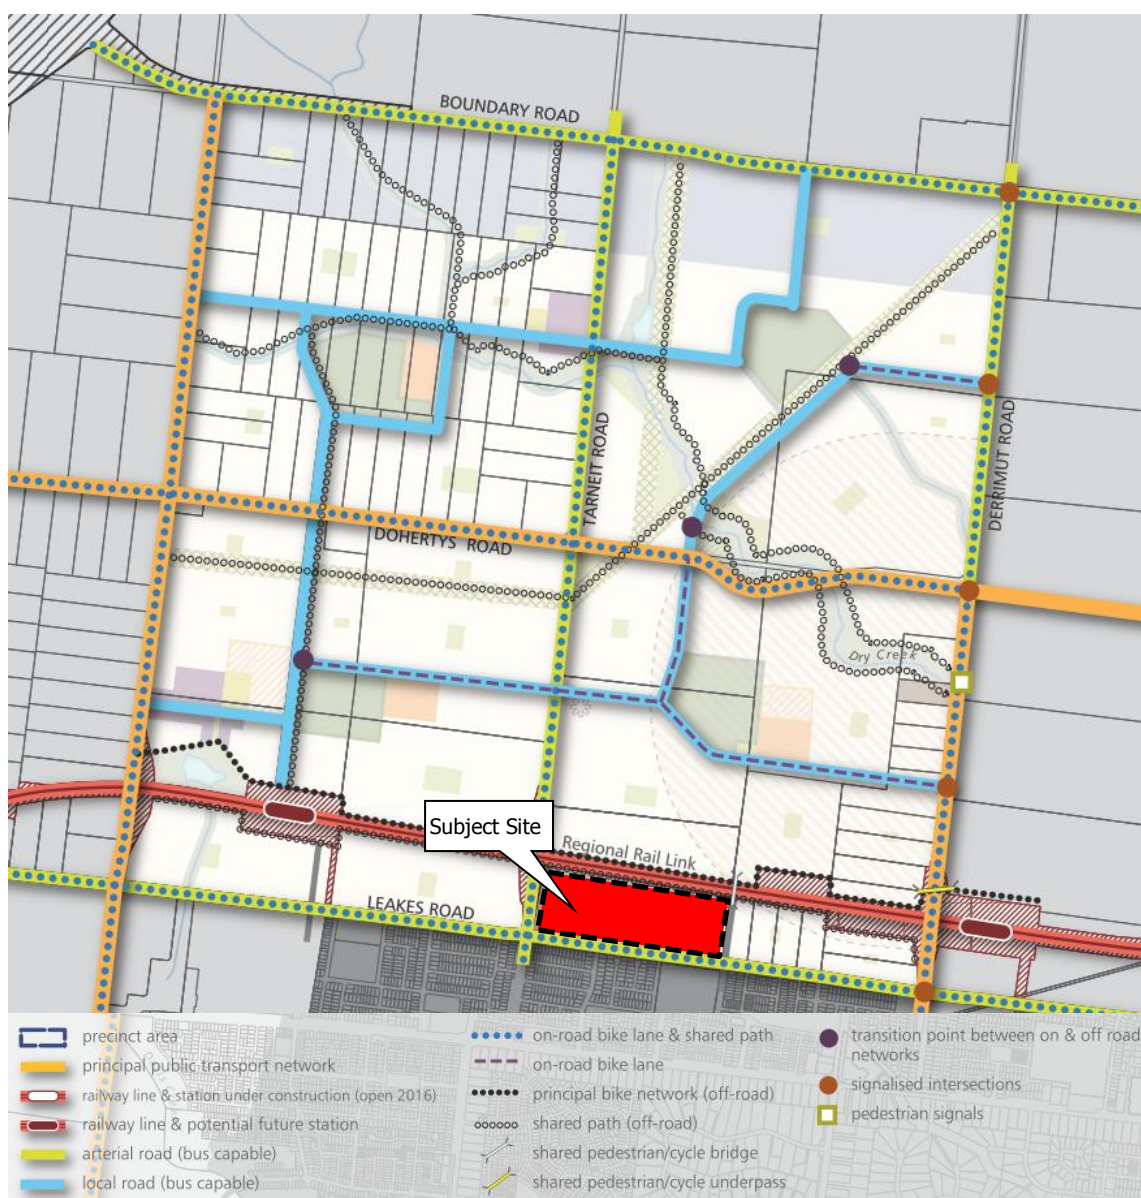 BOUNDARY ROAD
TARNEIT ROAD
DERRIMUT ROAD
DOHERTYS ROAD
Dry Creek
Subject Site
Regional Rail Link
LEAKES ROAD
precinct area
principal public transport network
railway line & station under construction (open 2016)
railway line & potential future station
arterial road (bus capable)
local road (bus capable)
on-road bike lane & shared path
on-road bike lane
principal bike network (off-road)
shared path (off-road)
shared pedestrian/cycle bridge
shared pedestrian/cycle underpass
transition point between on & off road
networks
signalised intersections
pedestrian signals